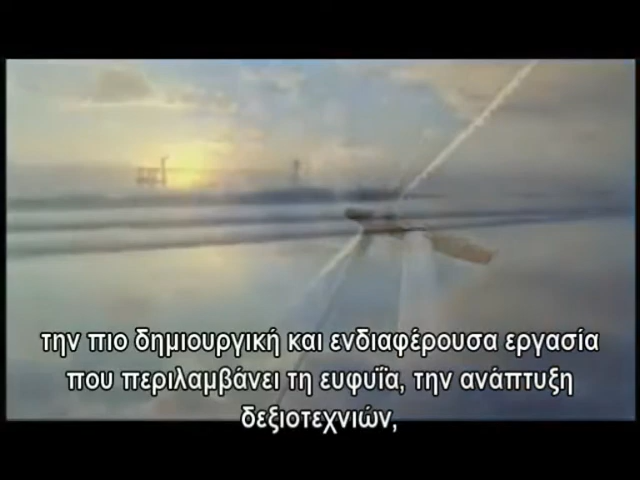 την πιο δημιουργική και ενδιαφέρουσα εργασία
που περιλαμβάνει τη ευφυΐα, την ανάπτυξη
δεξιοτεχνιών,